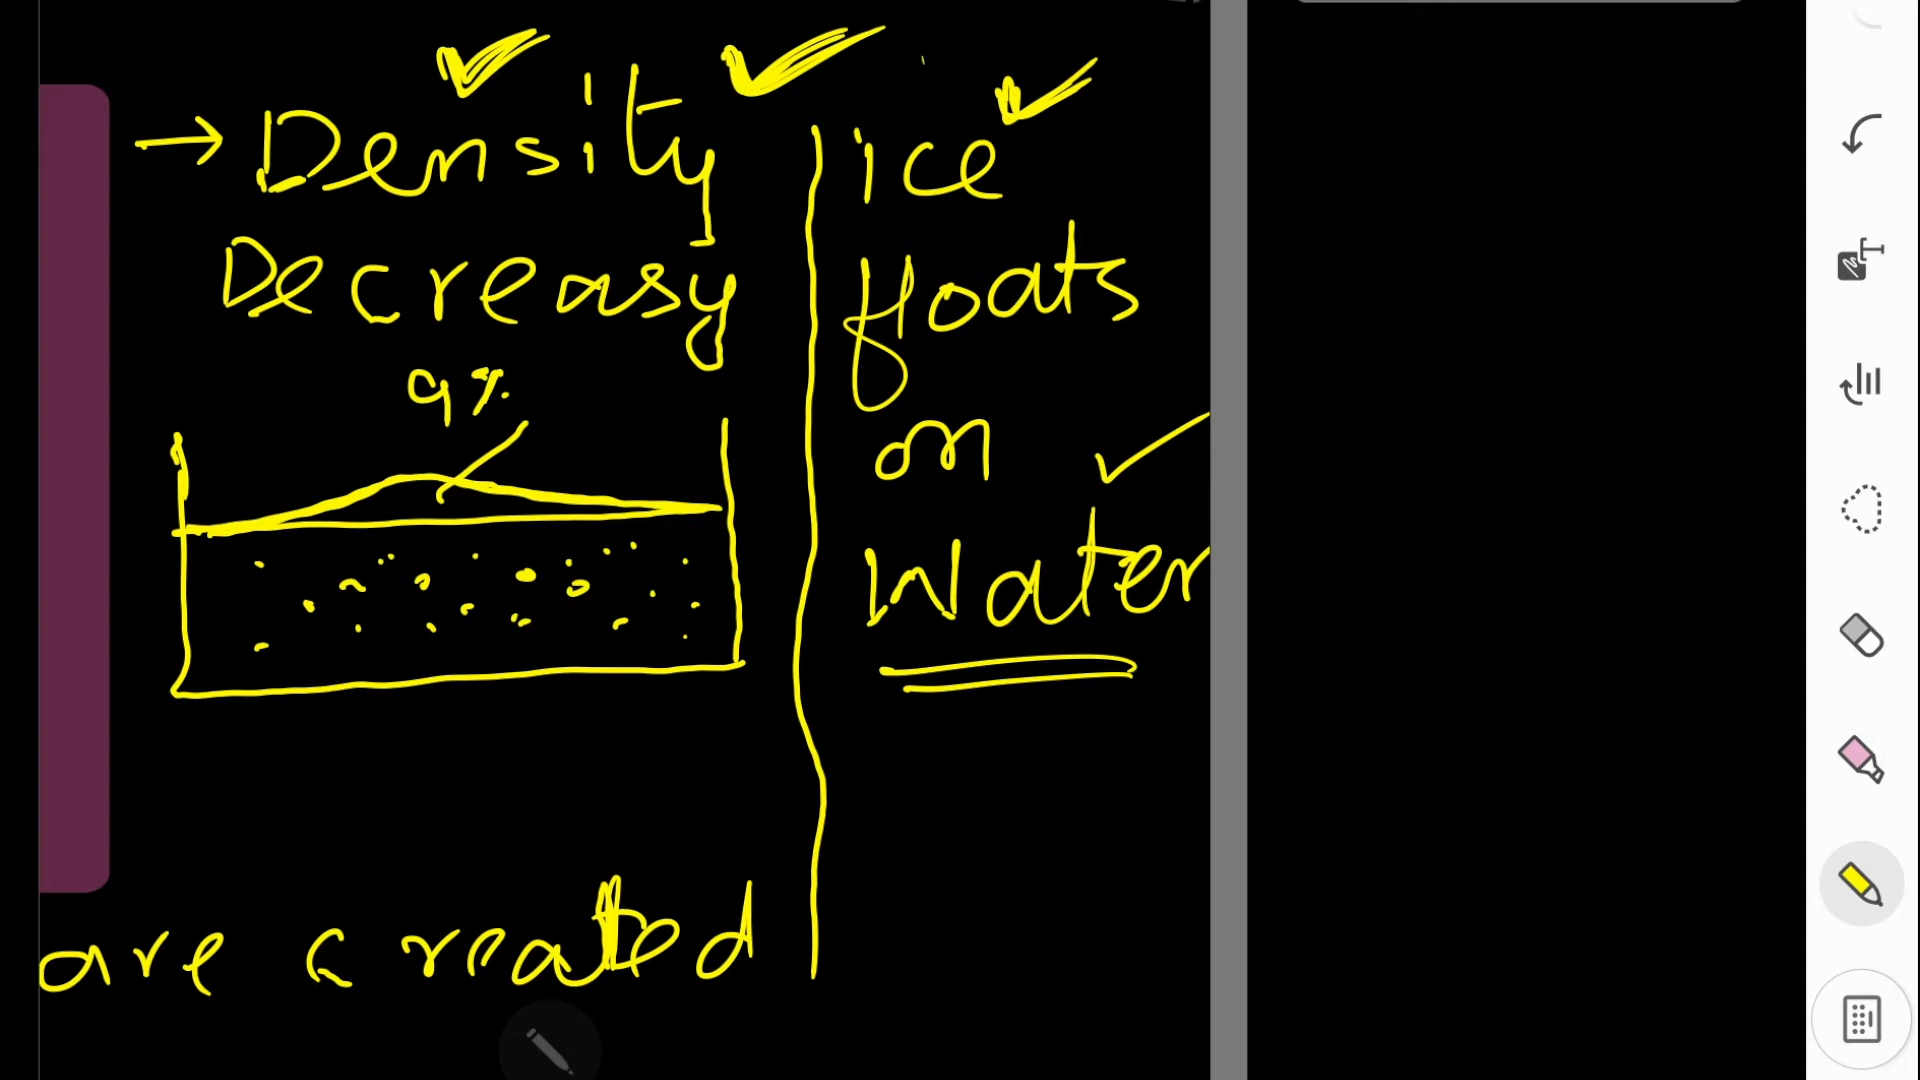 → Density
Decreasy
9%
are created
ice
floats
on
Water